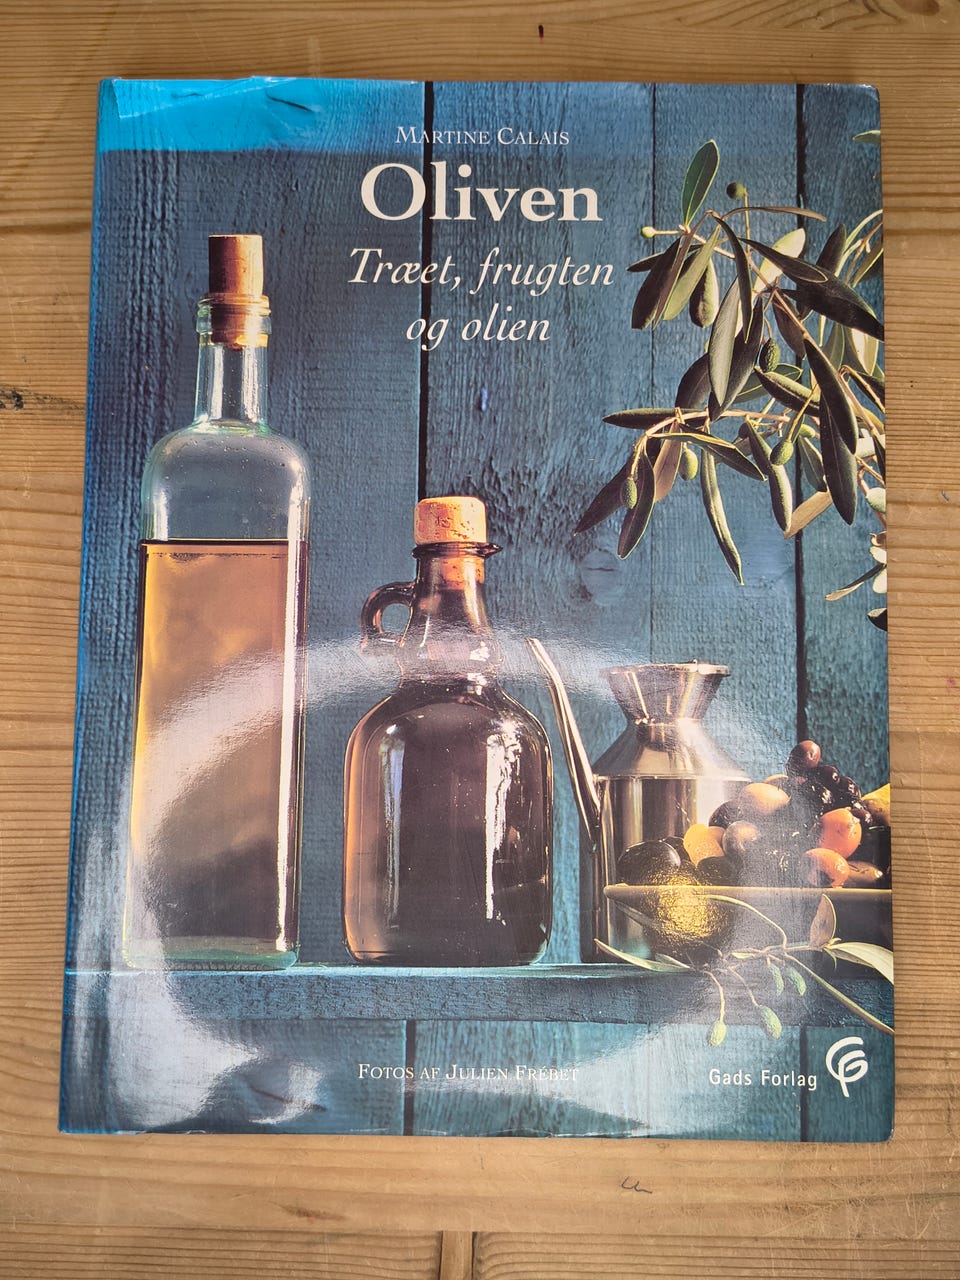 MARTINE CALAIS
Oliven
Træet, frugten
og olien
FOTOS AF JULIEN FRÉBET
Gads Forlag